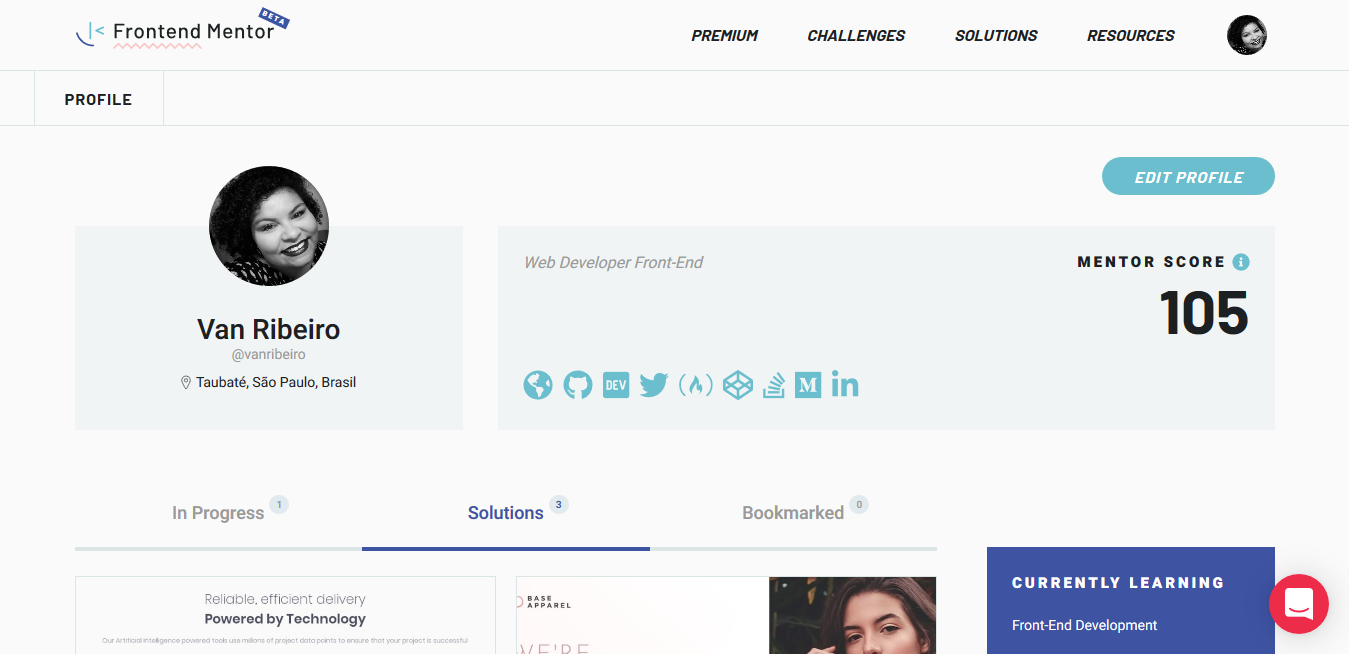 Frontend Mentor
BETA
PREMIUM
CHALLENGES
SOLUTIONS
RESOURCES
PROFILE
EDIT PROFILE
Van Ribeiro
@vanribeiro
Taubaté, São Paulo, Brasil
Web Developer Front-End
MENTOR SCORE i
105
DEV
M
in
In Progress 1
Solutions 3
Bookmarked 0
Reliable, efficient delivery
Powered by Technology
Our Artificial Intelligence powered tools use millions of project data points to ensure that your project is successful
BASE
APPAREL
WE'RE
CURRENTLY LEARNING
Front-End Development